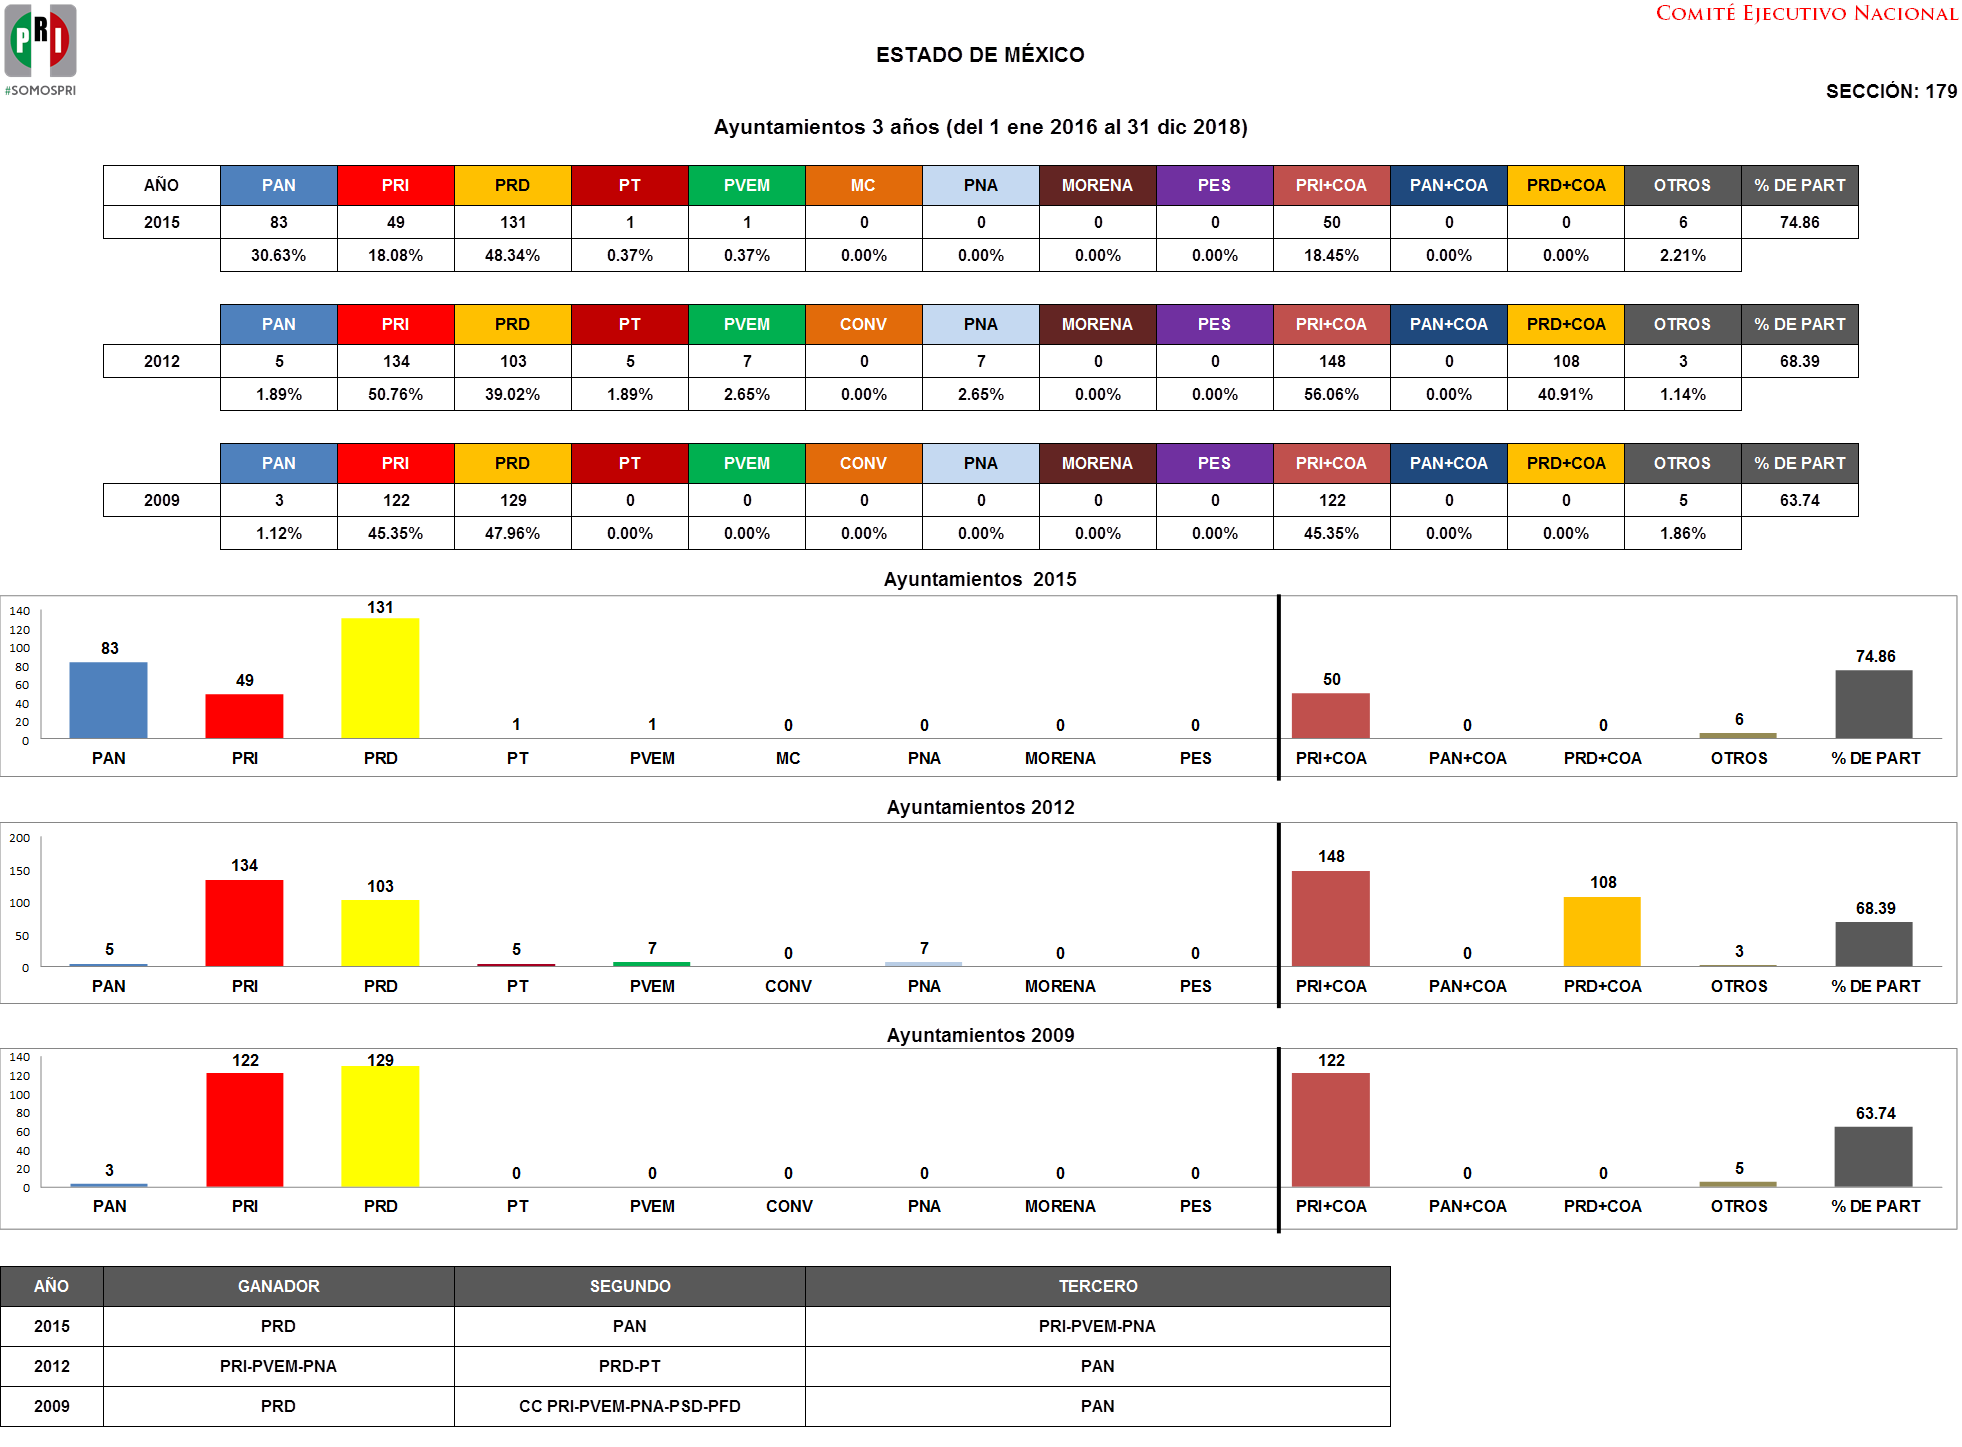 PRI
#SOMOSPRI
COMITÉ EJECUTIVO NACIONAL
ESTADO DE MÉXICO
SECCIÓN: 179
Ayuntamientos 3 años (del 1 ene 2016 al 31 dic 2018)
AÑO PAN PRI PRD PT PVEM MC PNA MORENA PES PRI+COA PAN+COA PRD+COA OTROS % DE PART
2015 83 49 131 1 1 0 0 0 0 50 0 0 6 74.86
30.63% 18.08% 48.34% 0.37% 0.37% 0.00% 0.00% 0.00% 0.00% 18.45% 0.00% 0.00% 2.21%
PAN PRI PRD PT PVEM CONV PNA MORENA PES PRI+COA PAN+COA PRD+COA OTROS % DE PART
2012 5 134 103 5 7 0 7 0 0 148 0 108 3 68.39
1.89% 50.76% 39.02% 1.89% 2.65% 0.00% 2.65% 0.00% 0.00% 56.06% 0.00% 40.91% 1.14%
PAN PRI PRD PT PVEM CONV PNA MORENA PES PRI+COA PAN+COA PRD+COA OTROS % DE PART
2009 3 122 129 0 0 0 0 0 0 122 0 0 5 63.74
1.12% 45.35% 47.96% 0.00% 0.00% 0.00% 0.00% 0.00% 0.00% 45.35% 0.00% 0.00% 1.86%
Ayuntamientos 2015
140
120
100
80
60
40
20
0
83 49 131 1 1 0 0 0 0 50 0 0 6 74.86
PAN PRI PRD PT PVEM MC PNA MORENA PES PRI+COA PAN+COA PRD+COA OTROS % DE PART
Ayuntamientos 2012
200
150
100
50
0
5 134 103 5 7 0 7 0 0 148 0 108 3 68.39
PAN PRI PRD PT PVEM CONV PNA MORENA PES PRI+COA PAN+COA PRD+COA OTROS % DE PART
Ayuntamientos 2009
140
120
100
80
60
40
20
0
3 122 129 0 0 0 0 0 0 122 0 0 5 63.74
PAN PRI PRD PT PVEM CONV PNA MORENA PES PRI+COA PAN+COA PRD+COA OTROS % DE PART
AÑO GANADOR SEGUNDO TERCERO
2015 PRD PAN PRI-PVEM-PNA
2012 PRI-PVEM-PNA PRD-PT PAN
2009 PRD CC PRI-PVEM-PNA-PSD-PFD PAN